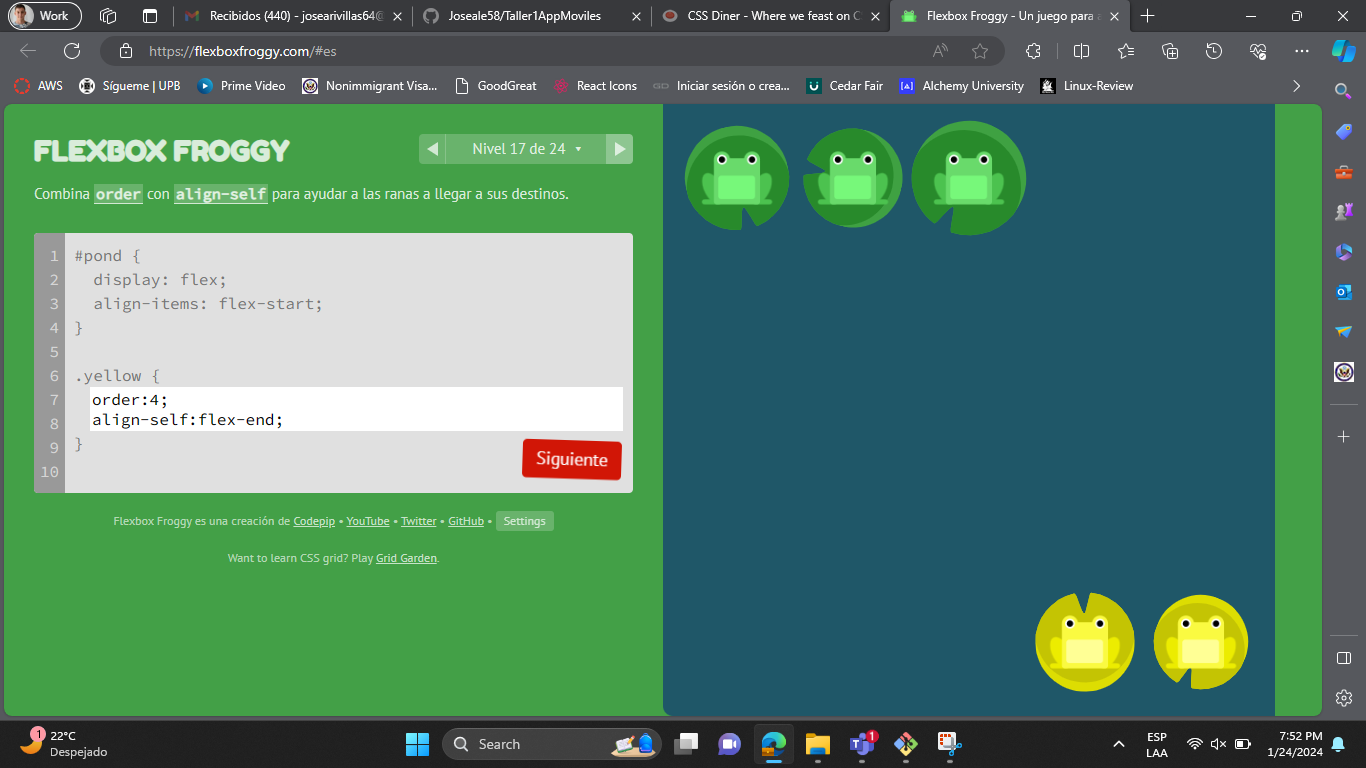 Work
Recibidos (440) - josearivillas64@
Joseale58/Taller1AppMoviles
CSS Diner - Where we feast on C
Flexbox Froggy - Un juego para a
https://flexboxfroggy.com/#es
AWS
Sígueme | UPB
Prime Video
Nonimmigrant Visa...
GoodGreat
React Icons
Iniciar sesión o crea...
Cedar Fair
Alchemy University
Linux-Review
FLEXBOX FROGGY
Nivel 17 de 24
Combina order con align-self para ayudar a las ranas a llegar a sus destinos.
1 #pond {
2 display: flex;
3 align-items: flex-start;
4 }
5
6 .yellow {
7 order:4;
8 align-self:flex-end;
9 }
10
Siguiente
Flexbox Froggy es una creación de Codepip • YouTube • Twitter • GitHub • Settings
Want to learn CSS grid? Play Grid Garden.
1
22°C
Despejado
Search
1
ESP
LAA
7:52 PM
1/24/2024